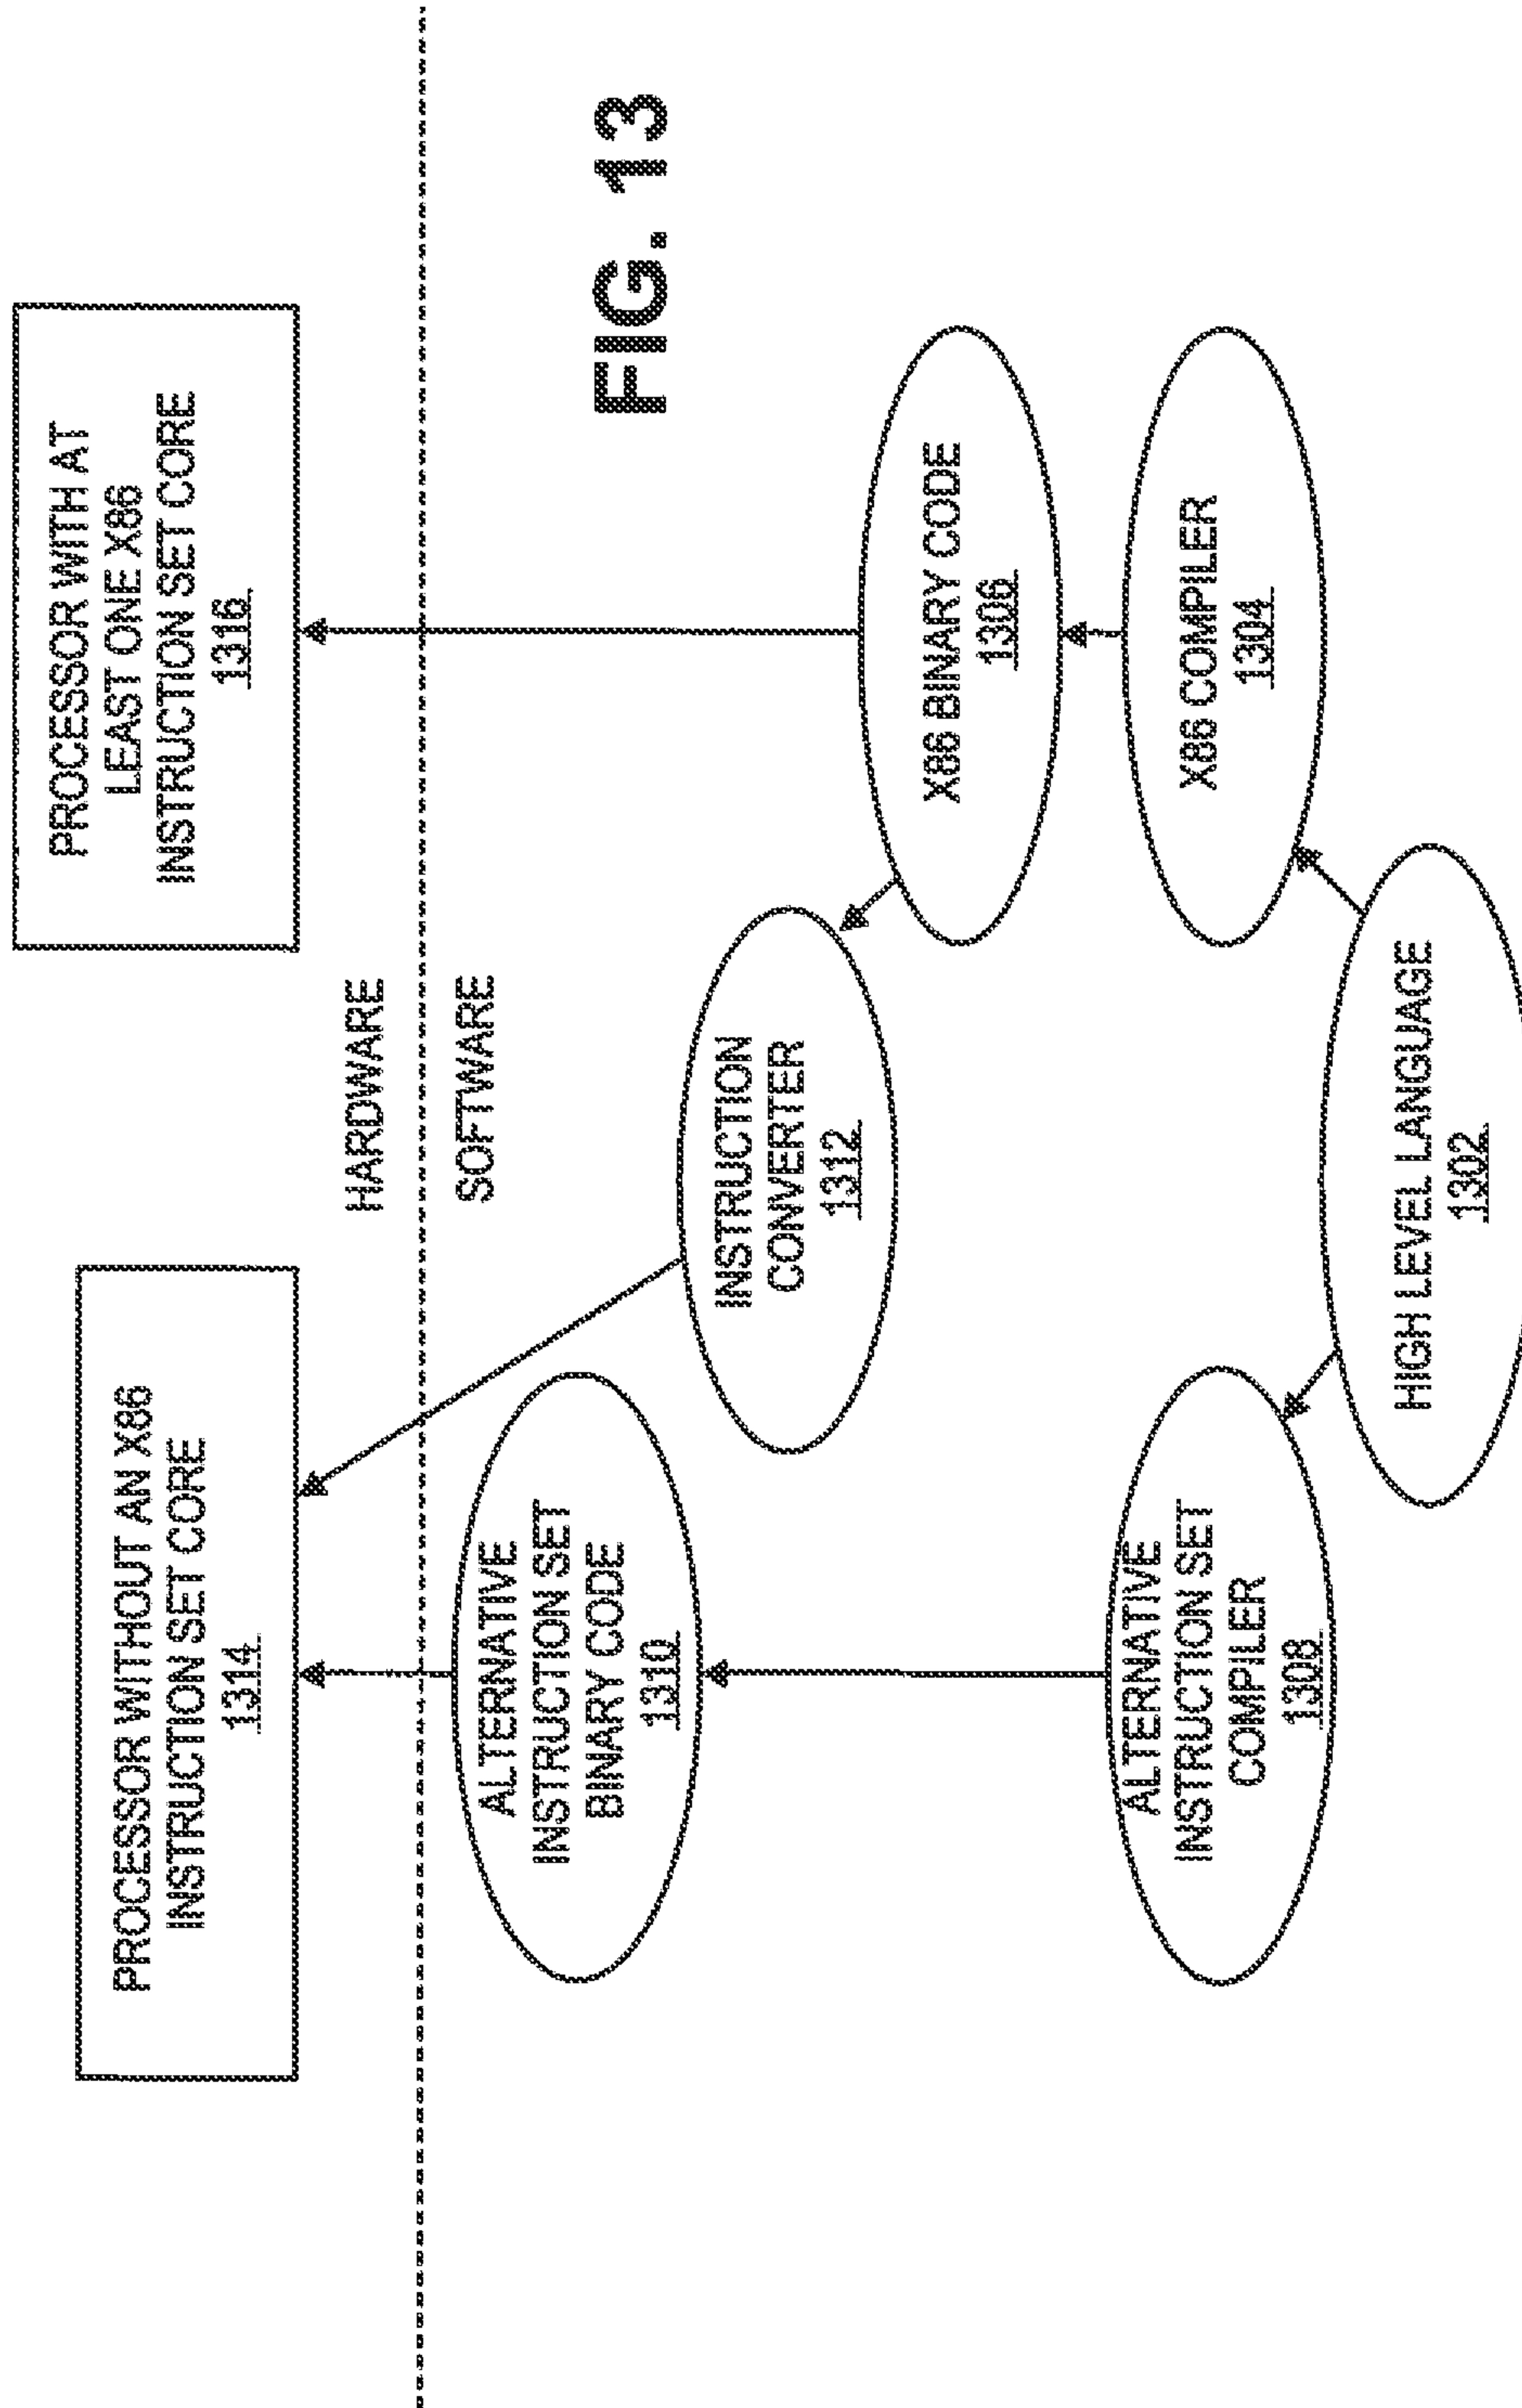 PROCESSOR WITHOUT AN X86
INSTRUCTION SET CORE
1314
PROCESSOR WITH AT
LEAST ONE X86
INSTRUCTION SET CORE
1316
HARDWARE
SOFTWARE
ALTERNATIVE
INSTRUCTION SET
BINARY CODE
1310
INSTRUCTION
CONVERTER
1312
FIG. 13
X86 BINARY CODE
1306
ALTERNATIVE
INSTRUCTION SET
COMPILER
1308
X86 COMPILER
1304
HIGH LEVEL LANGUAGE
1302